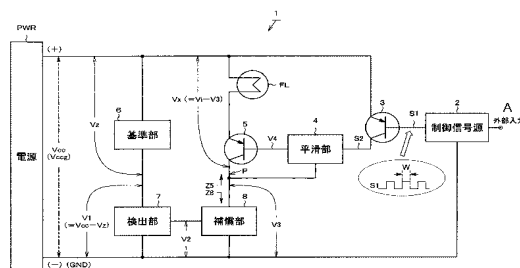 1
PWR
(+)
電源
Vcc
(Vccg)
Vz
6
基準部
Vx (=V1−V3)
FL
5
V4
4
平滑部
S2
3
S1
2
制御信号源
A
外部入力
P
Z5
Z8
S1
W
V1
(=Vcc−Vz)
7
検出部
V2
8
補償部
V3
(−) (GND)